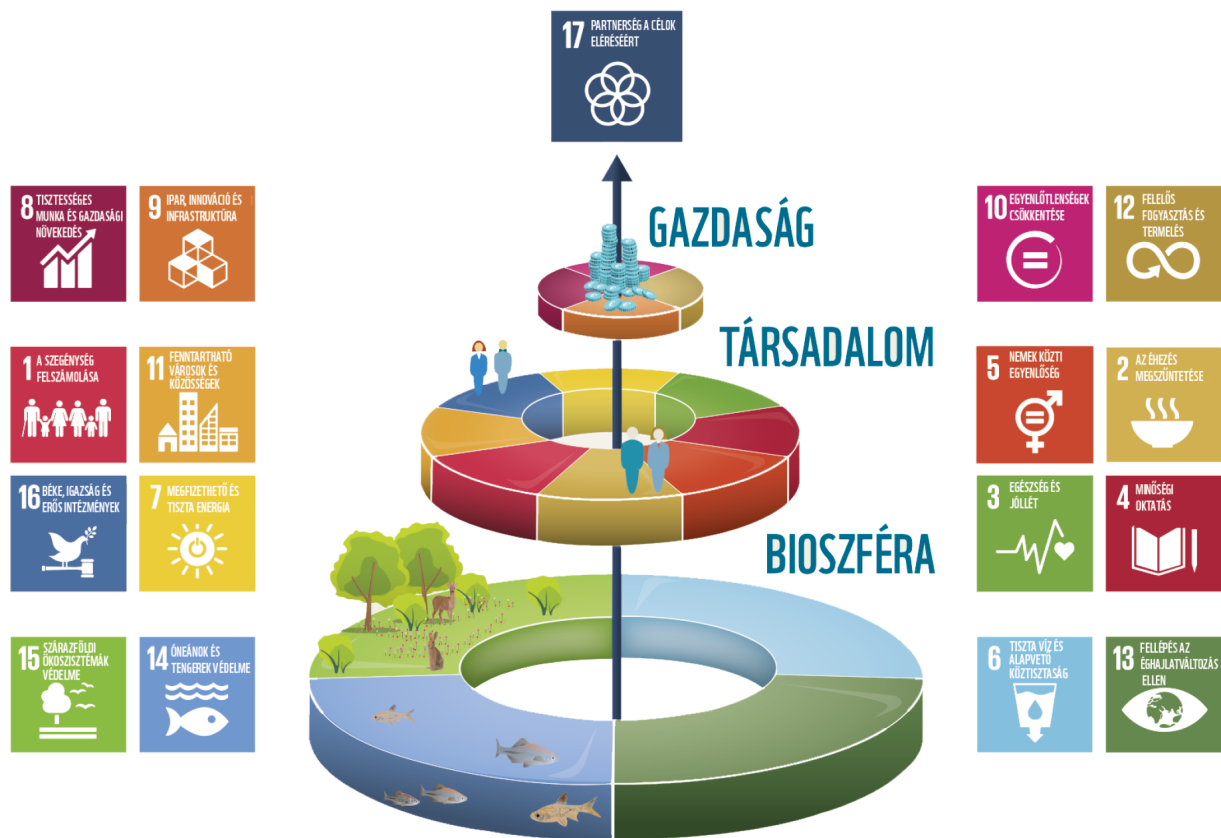 17 PARTNERSÉG A CÉLOK
ELÉRÉSÉÉRT
8 TISZTESSÉGES
MUNKA ÉS GAZDASÁGI
NÖVEKEDÉS
9 IPAR, INNOVÁCIÓ ÉS
INFRASTRUKTÚRA
GAZDASÁG
10 EGYENLŐTLENSÉGEK
CSÖKKENTÉSE
12 FELELŐS
FOGYASZTÁS ÉS
TERMELÉS
1 A SZEGÉNYSÉG
FELSZÁMOLÁSA
11 FENNTARTHATÓ
VÁROSOK ÉS
KÖZÖSSÉGEK
TÁRSADALOM
5 NEMEK KÖZTI
EGYENLŐSÉG
2 AZ ÉHEZÉS
MEGSZŰNTETÉSE
16 BÉKE, IGAZSÁG ÉS
ERŐS INTÉZMÉNYEK
7 MEGFIZETHETŐ ÉS
TISZTA ENERGIA
3 EGÉSZSÉG ÉS
JÓLLÉT
4 MINŐSÉGI
OKTATÁS
BIOSZFÉRA
15 SZÁRAZFÖLDI
ÖKOSZISZTÉMÁK
VÉDELME
14 ÓNEÁNOK ÉS
TENGEREK VÉDELME
6 TISZTA VÍZ ÉS
ALAPVETŐ
KÖZTISZTASÁG
13 FELLÉPÉS AZ
ÉGHAJLATVÁLTOZÁS
ELLEN